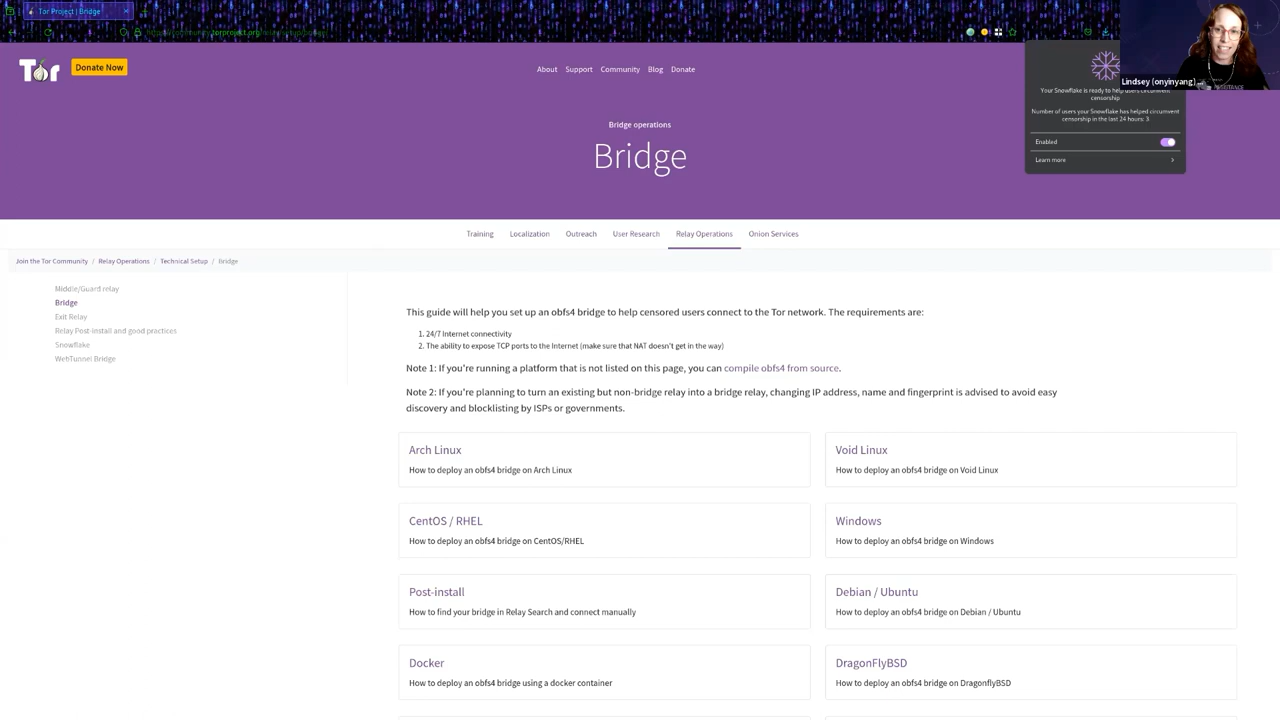 Tor Project | Bridge
https://community.torproject.org/relay/setup/bridge/
Tor
Donate Now
About
Support
Community
Blog
Donate
Lindsey (onyinyang)
Your Snowflake is ready to help users circumvent
censorship
Number of users your Snowflake has helped circumvent
censorship in the last 24 hours: 3
Enabled
Learn more
Bridge operations
Bridge
Training
Localization
Outreach
User Research
Relay Operations
Onion Services
Join the Tor Community / Relay Operations / Technical Setup / Bridge
Middle/Guard relay
Bridge
Exit Relay
Relay Post-install and good practices
Snowflake
WebTunnel Bridge
This guide will help you set up an obfs4 bridge to help censored users connect to the Tor network. The requirements are:
1. 24/7 Internet connectivity
2. The ability to expose TCP ports to the Internet (make sure that NAT doesn't get in the way)
Note 1: If you're running a platform that is not listed on this page, you can compile obfs4 from source.
Note 2: If you're planning to turn an existing but non-bridge relay into a bridge relay, changing IP address, name and fingerprint is advised to avoid easy
discovery and blocklisting by ISPs or governments.
Arch Linux
How to deploy an obfs4 bridge on Arch Linux
Void Linux
How to deploy an obfs4 bridge on Void Linux
CentOS / RHEL
How to deploy an obfs4 bridge on CentOS/RHEL
Windows
How to deploy an obfs4 bridge on Windows
Post-install
How to find your bridge in Relay Search and connect manually
Debian / Ubuntu
How to deploy an obfs4 bridge on Debian / Ubuntu
Docker
How to deploy an obfs4 bridge using a docker container
DragonFlyBSD
How to deploy an obfs4 bridge on DragonflyBSD